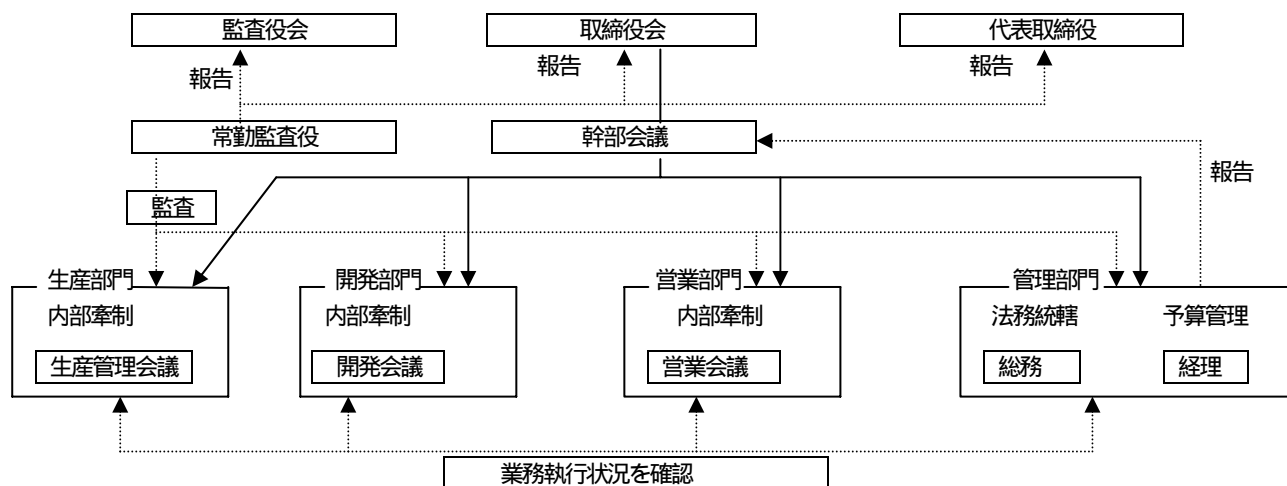 監査役会
取締役会
代表取締役
報告
報告
報告
常勤監査役
幹部会議
報告
監査
生産部門
開発部門
営業部門
管理部門
内部牽制
内部牽制
内部牽制
法務統轄
予算管理
生産管理会議
開発会議
営業会議
総務
経理
業務執行状況を確認